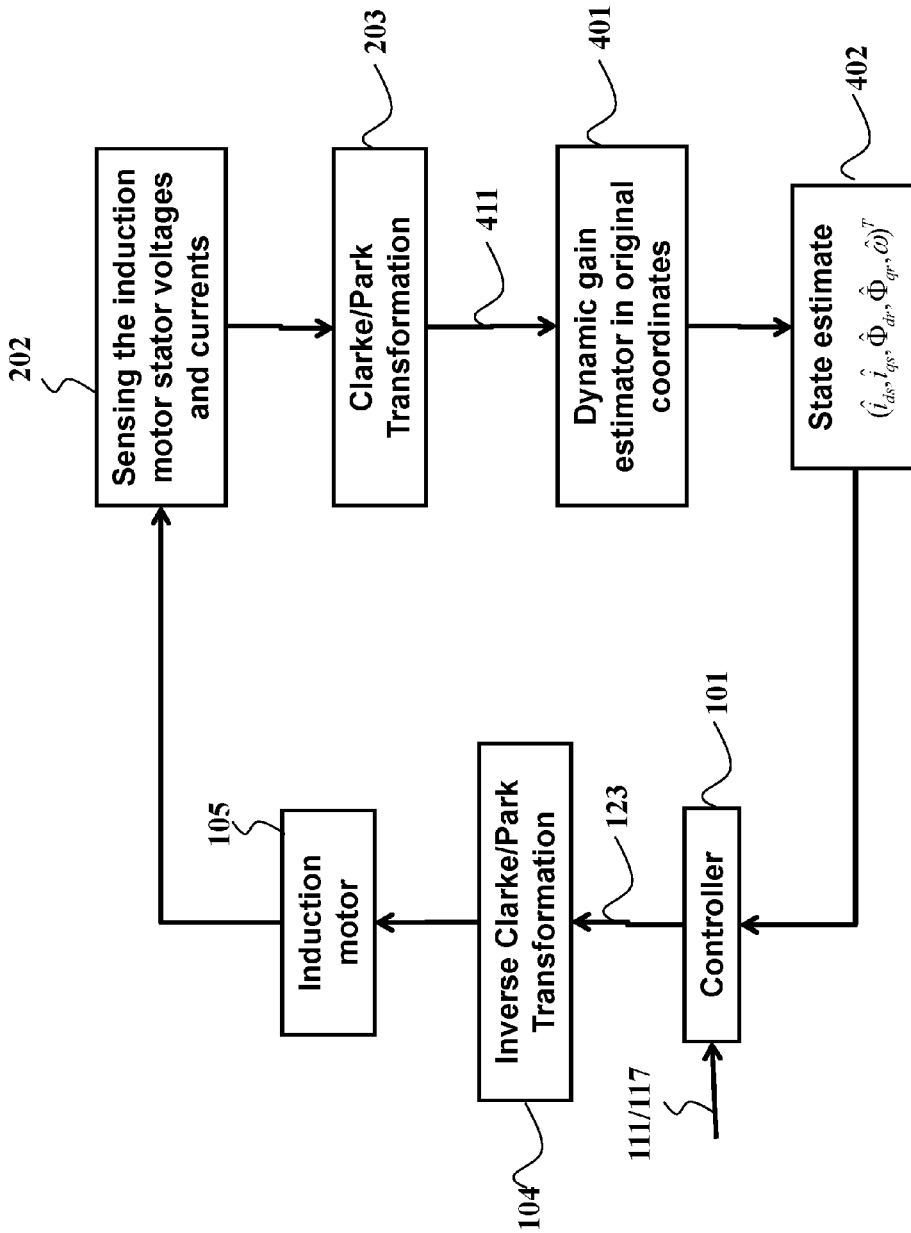 202
Sensing the induction
motor stator voltages
and currents
203
Clarke/Park
Transformation
411
401
Dynamic gain
estimator in original
coordinates
402
State estimate
(î_ds, î_qs, Φ̂_dr, Φ̂_qr, ω̂)^T
105
Induction
motor
104
Inverse Clarke/Park
Transformation
123
101
Controller
111/117